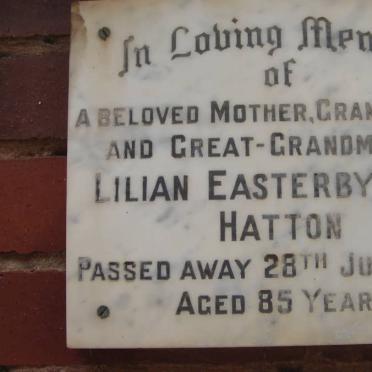 In Loving Mem
of
A BELOVED MOTHER, GRAN
AND GREAT-GRANDM
LILIAN EASTERBY
HATTON
PASSED AWAY 28TH JU
AGED 85 YEAR